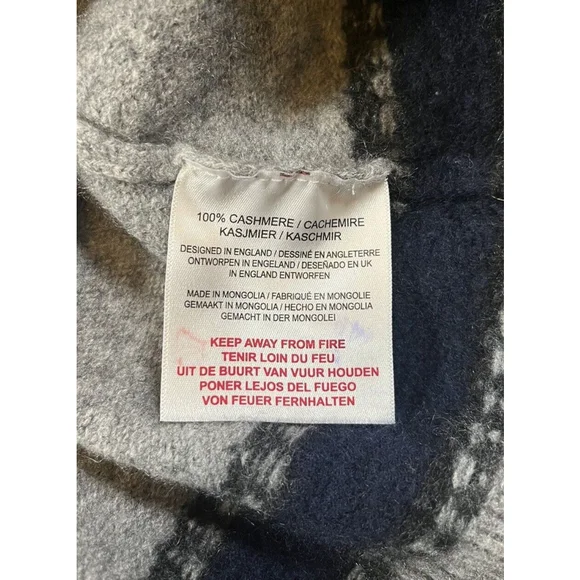 100% CASHMERE / CACHEMIRE
KASJMIER / KASCHMIR
DESIGNED IN ENGLAND / DESSINÉ EN ANGLETERRE
ONTWORPEN IN ENGELAND / DESEÑADO EN UK
IN ENGLAND ENTWORFEN
MADE IN MONGOLIA / FABRIQUÉ EN MONGOLIE
GEMAAKT IN MONGOLIA / HECHO EN MONGOLIA
GEMACHT IN DER MONGOLEI
KEEP AWAY FROM FIRE
TENIR LOIN DU FEU
UIT DE BUURT VAN VUUR HOUDEN
PONER LEJOS DEL FUEGO
VON FEUER FERNHALTEN